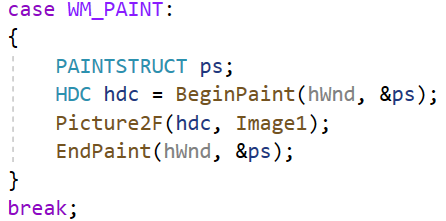 case WM_PAINT:
{
    PAINTSTRUCT ps;
    HDC hdc = BeginPaint(hWnd, &ps);
    Picture2F(hdc, Image1);
    EndPaint(hWnd, &ps);
}
break;